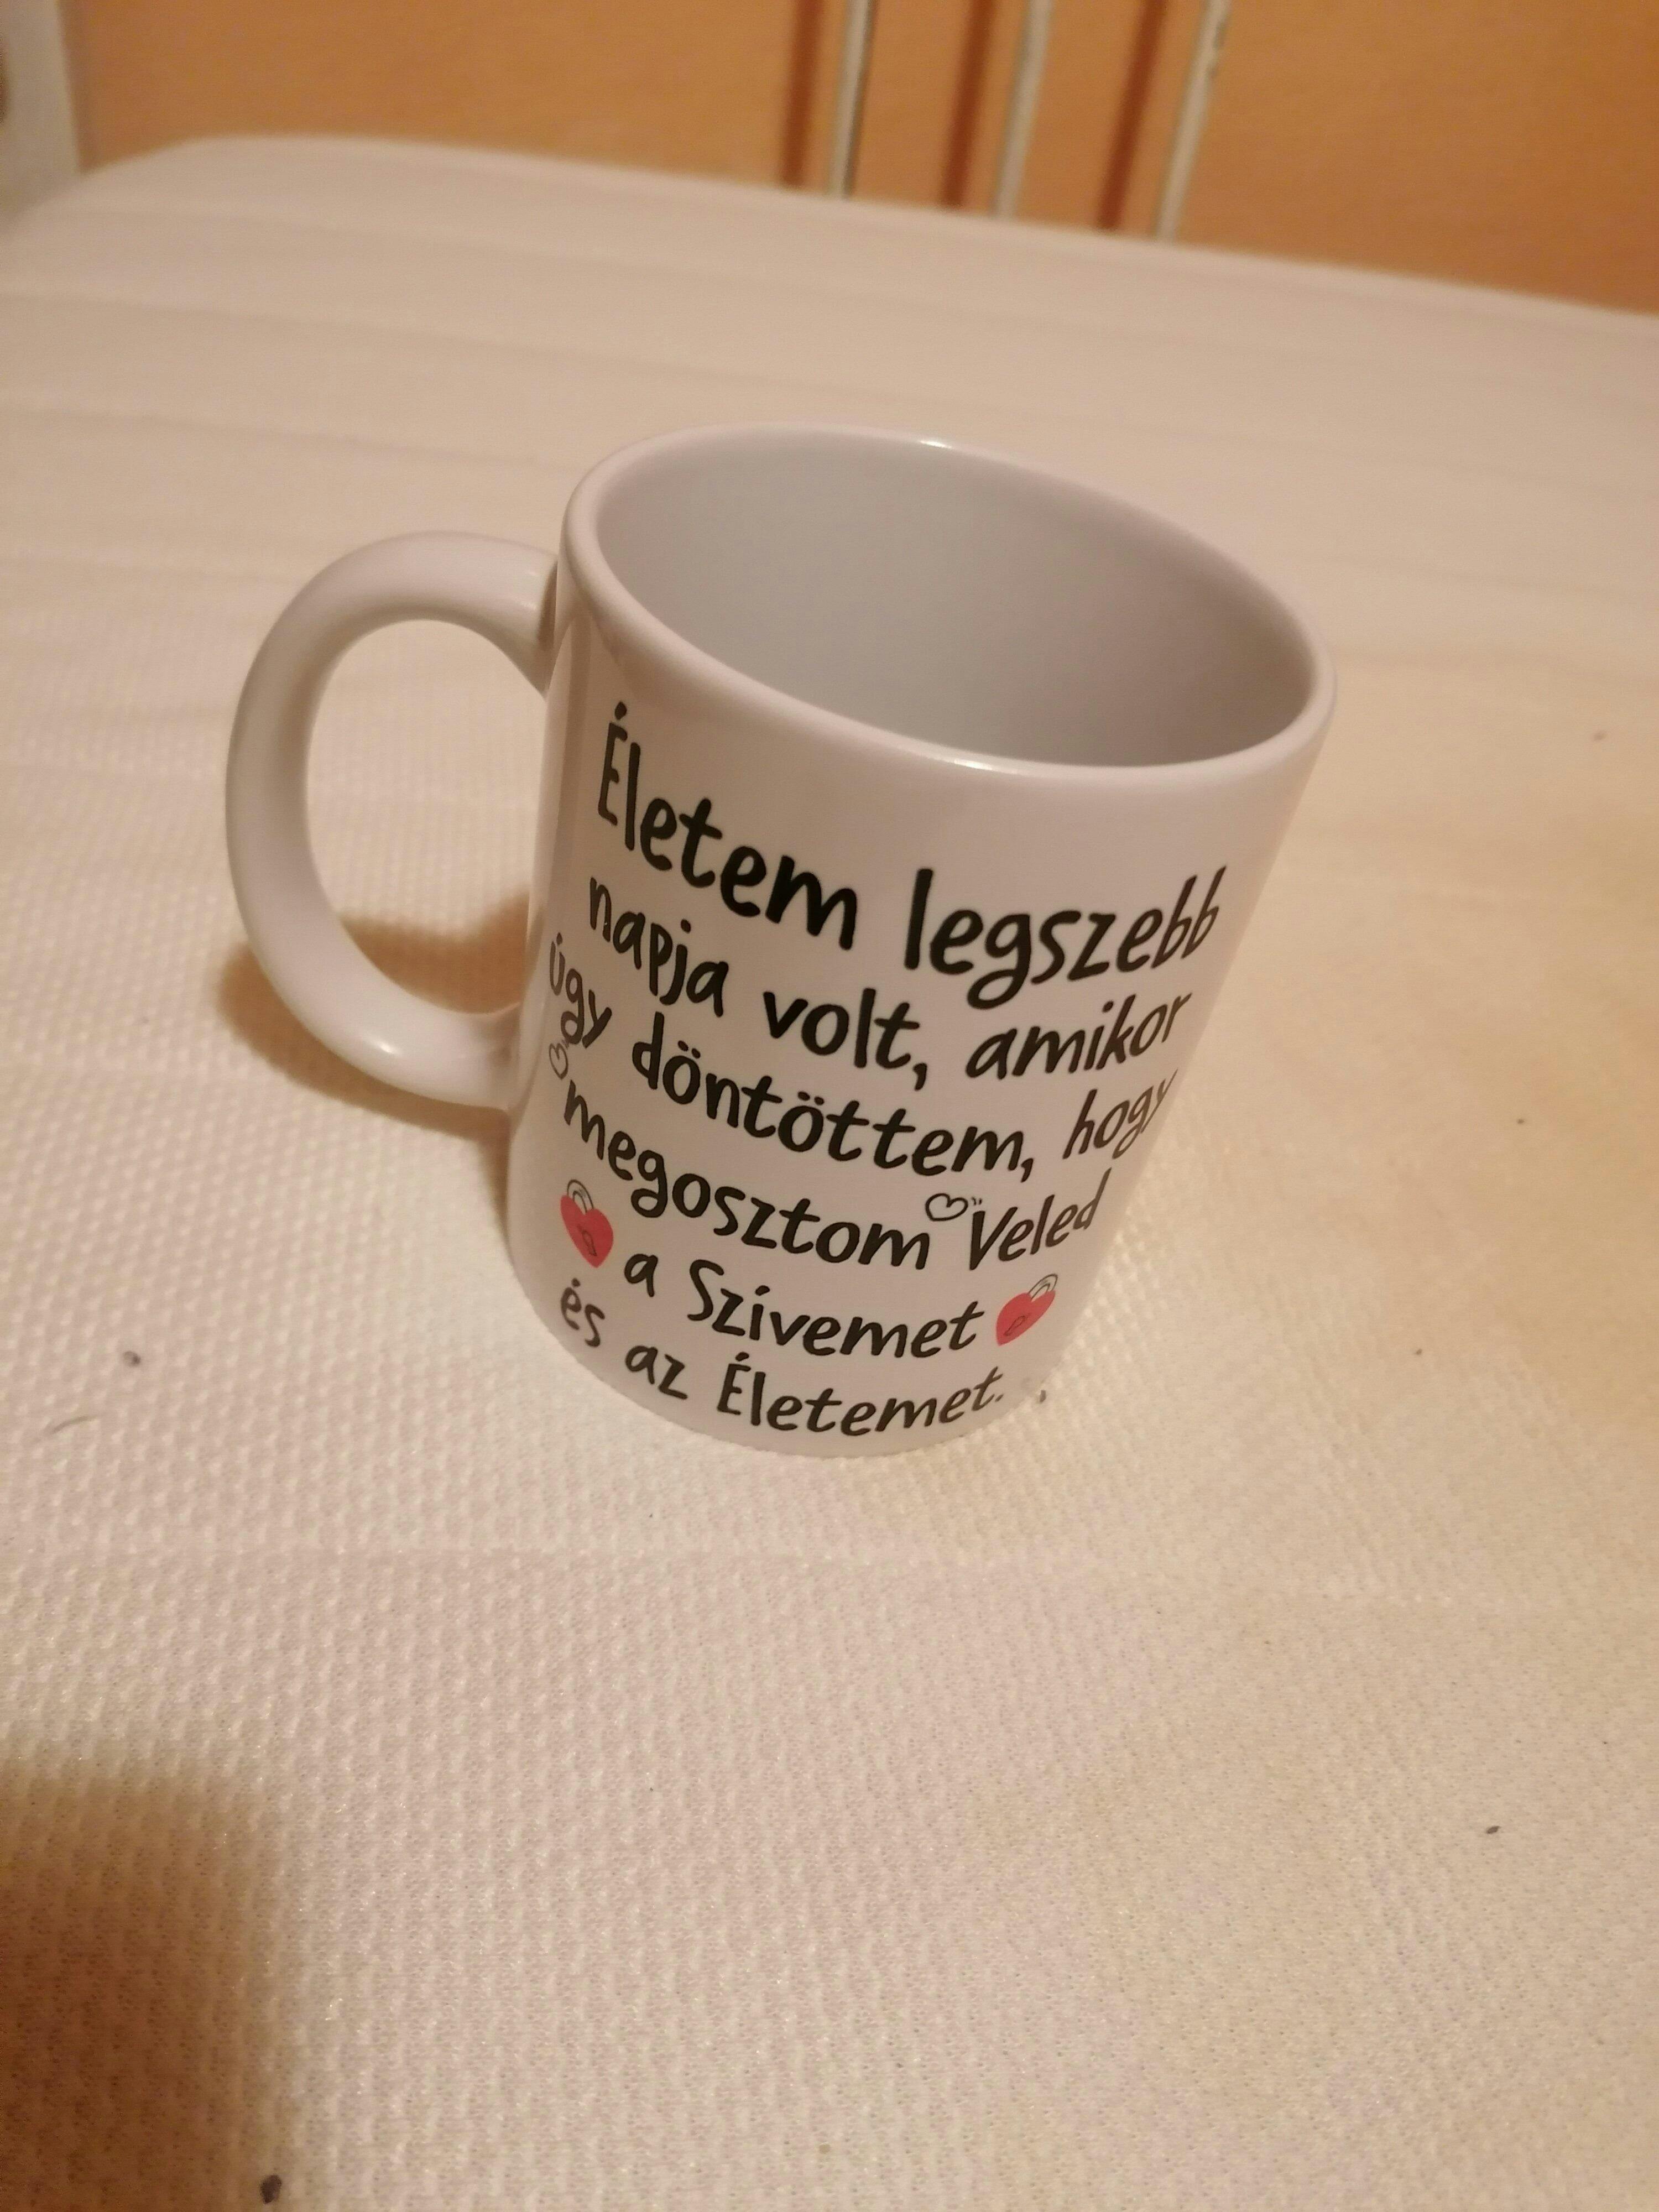 Életem legszebb
napja volt, amikor
úgy döntöttem, hogy
megosztom Veled
a Szívemet
és az Életemet.